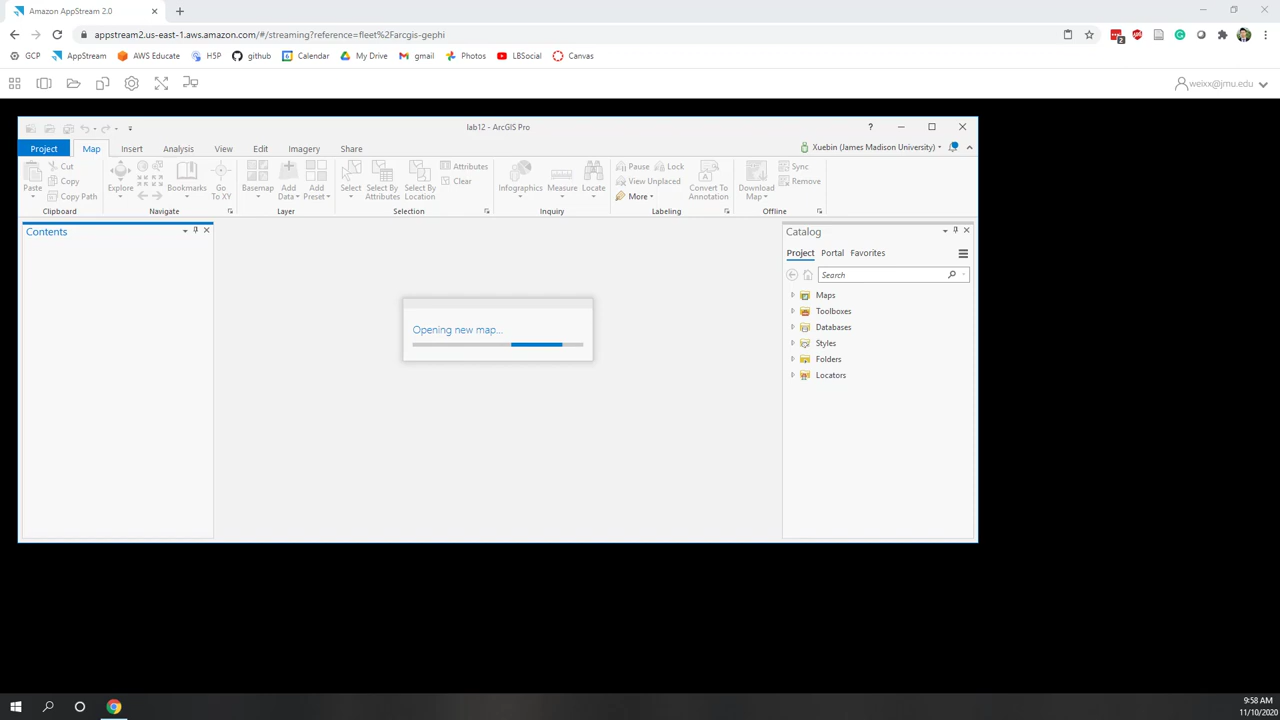 Amazon AppStream 2.0
appstream2.us-east-1.aws.amazon.com/#/streaming?reference=fleet%2Farcgis-gephi
2
GCP AppStream AWS Educate H5P github Calendar My Drive gmail Photos LBSocial Canvas
weixx@jmu.edu
lab12 - ArcGIS Pro
?
Project Map Insert Analysis View Edit Imagery Share
Xuebin (James Madison University)
Paste Cut Copy Copy Path
Clipboard
Explore Bookmarks Go To XY
Navigate
Basemap Add Data Add Preset
Layer
Select Select By Attributes Select By Location Attributes Clear
Selection
Infographics Measure Locate
Inquiry
Pause Lock View Unplaced More Convert To Annotation
Labeling
Download Map Sync Remove
Offline
Contents
Opening new map...
Catalog
Project Portal Favorites
Search
Maps
Toolboxes
Databases
Styles
Folders
Locators
9:58 AM
11/10/2020